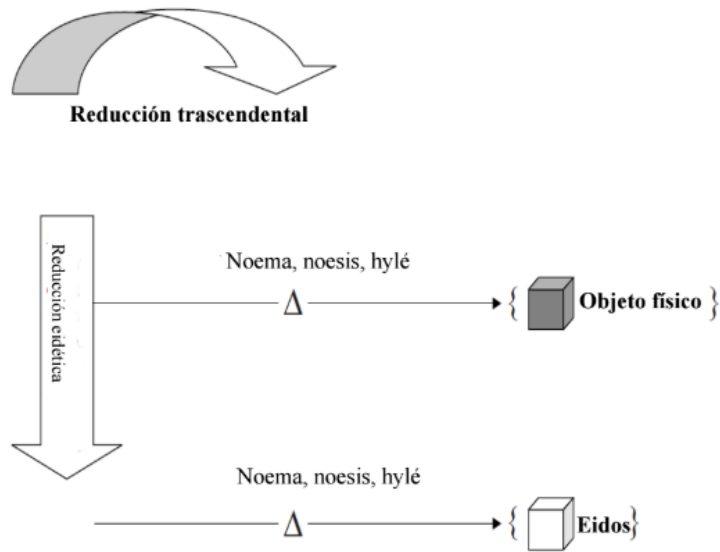 Reducción trascendental
Reducción eidética
Noema, noesis, hylé
Δ
{ Objeto físico }
Noema, noesis, hylé
Δ
{ Eidos}